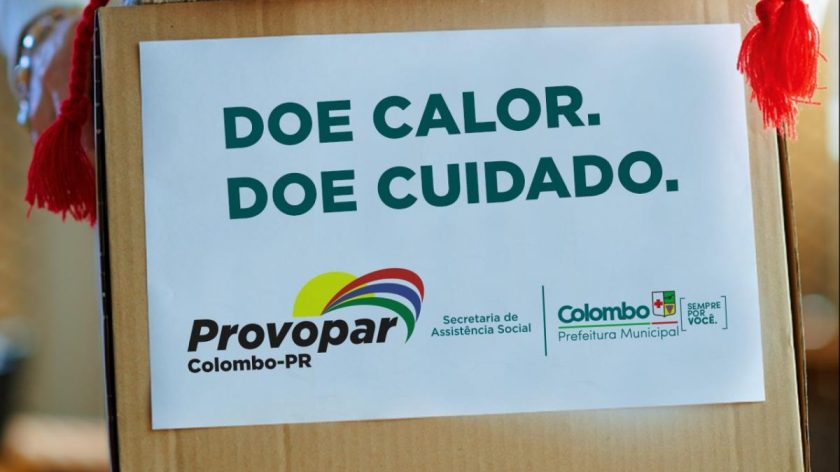 DOE CALOR.
DOE CUIDADO.
Provopar
Colombo-PR
Secretaria de
Assistência Social
Colombo
Prefeitura Municipal
SEMPRE
POR
VOCÊ.